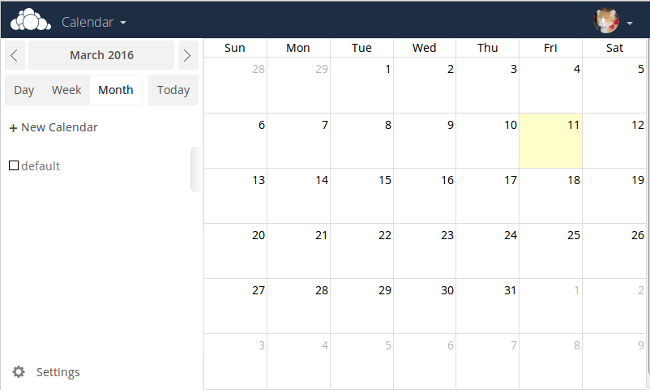 Calendar
March 2016
Day Week Month Today
+ New Calendar
default
Settings
Sun Mon Tue Wed Thu Fri Sat
28 29 1 2 3 4 5
6 7 8 9 10 11 12
13 14 15 16 17 18 19
20 21 22 23 24 25 26
27 28 29 30 31 1 2
3 4 5 6 7 8 9